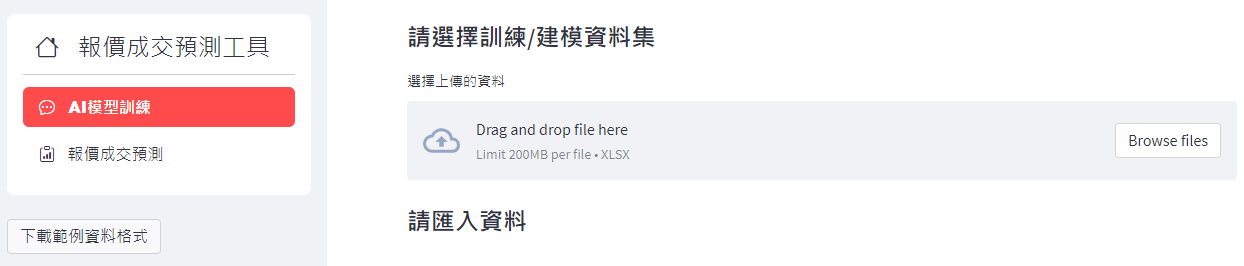 報價成交預測工具
AI模型訓練
報價成交預測
下載範例資料格式
請選擇訓練/建模資料集
選擇上傳的資料
Drag and drop file here
Limit 200MB per file • XLSX
Browse files
請匯入資料